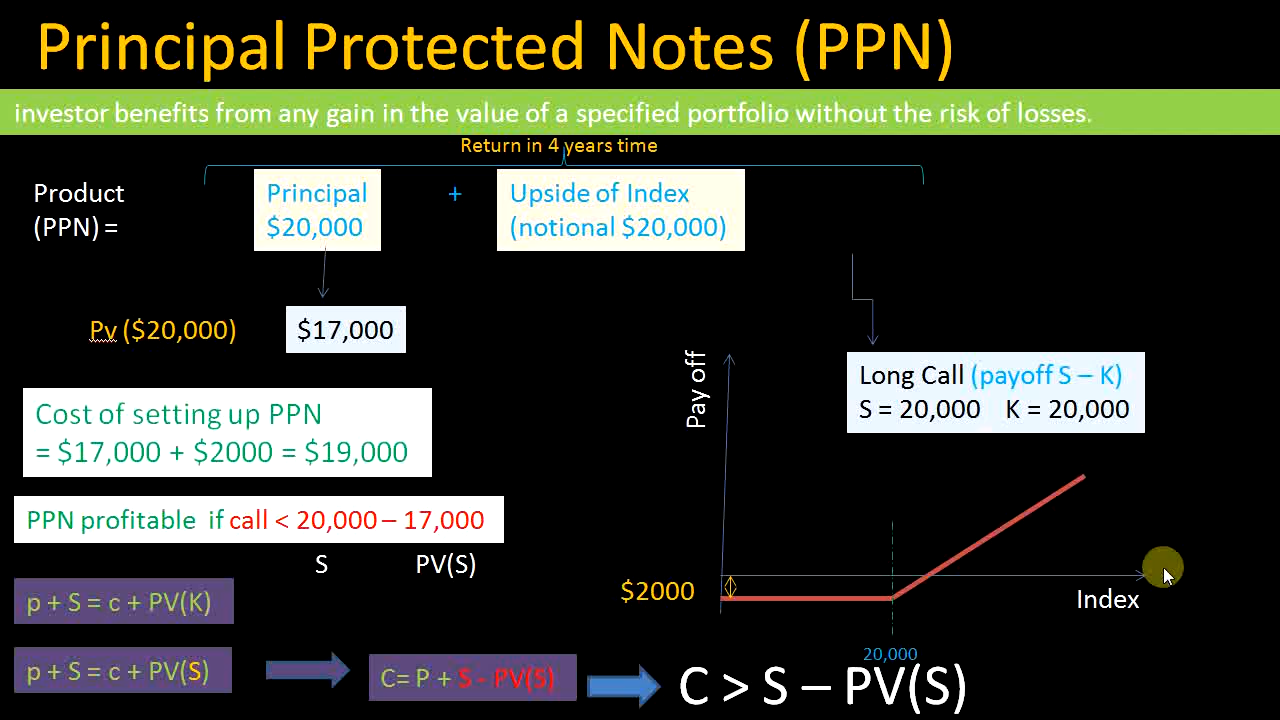 Principal Protected Notes (PPN)
investor benefits from any gain in the value of a specified portfolio without the risk of losses.
Return in 4 years time
Product
(PPN) =
Principal
$20,000
+
Upside of Index
(notional $20,000)
Pv ($20,000)
$17,000
Pay off
Long Call (payoff S – K)
S = 20,000 K = 20,000
Cost of setting up PPN
= $17,000 + $2000 = $19,000
PPN profitable if call < 20,000 – 17,000
S PV(S)
$2000
Index
20,000
p + S = c + PV(K)
p + S = c + PV(S)
C= P + S - PV(S)
C > S – PV(S)